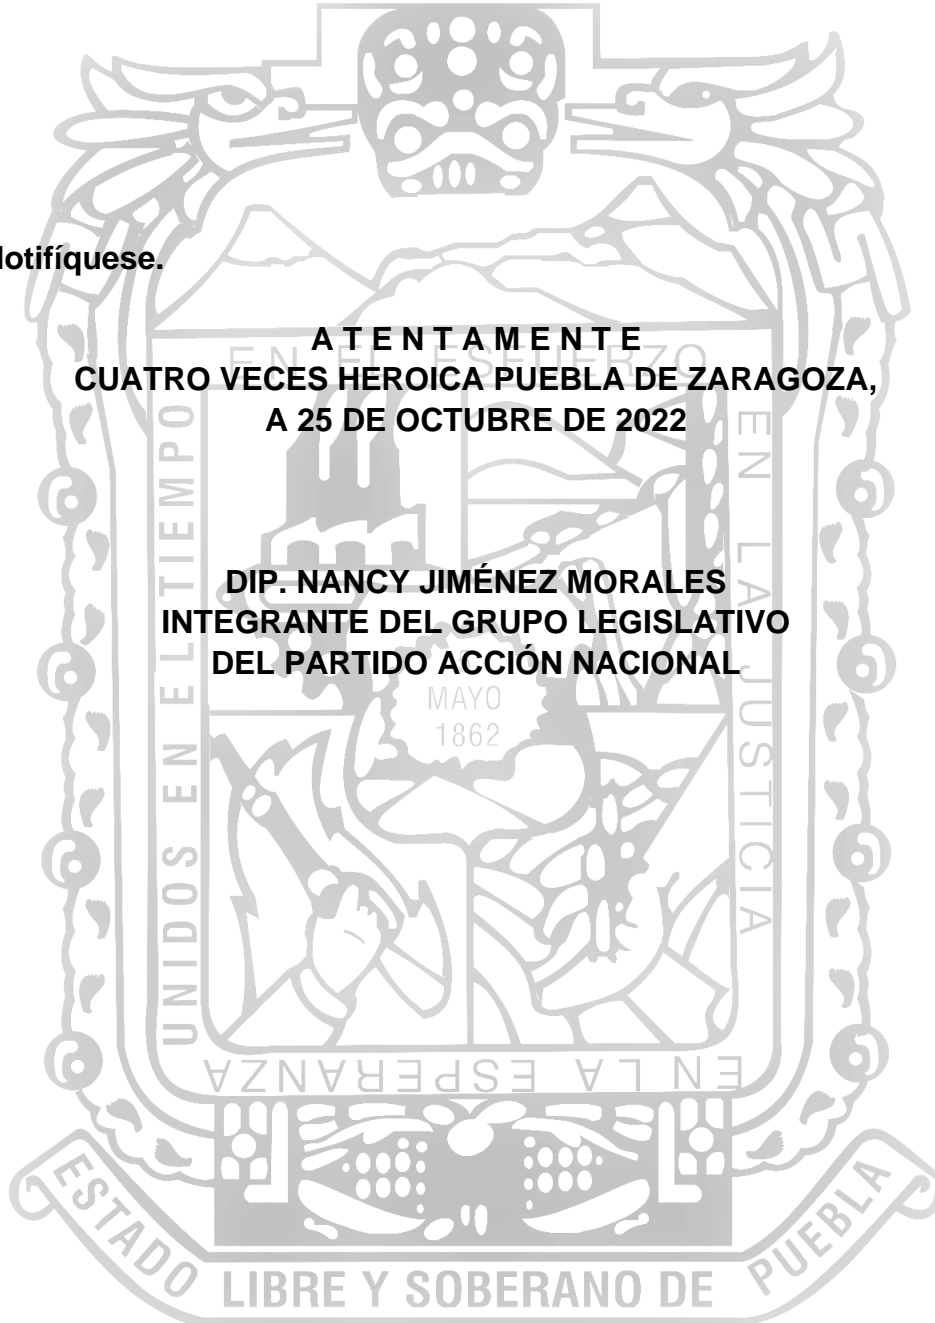 lotifíquese.
A T E N T A M E N T E
CUATRO VECES HEROICA PUEBLA DE ZARAGOZA,
A 25 DE OCTUBRE DE 2022
DIP. NANCY JIMÉNEZ MORALES
INTEGRANTE DEL GRUPO LEGISLATIVO
DEL PARTIDO ACCIÓN NACIONAL
UNIDOS EN EL TIEMPO
EN EL ESFUERZO
EN LA JUSTICIA
EN LA ESPERANZA
MAYO
1862
ESTADO LIBRE Y SOBERANO DE PUEBLA